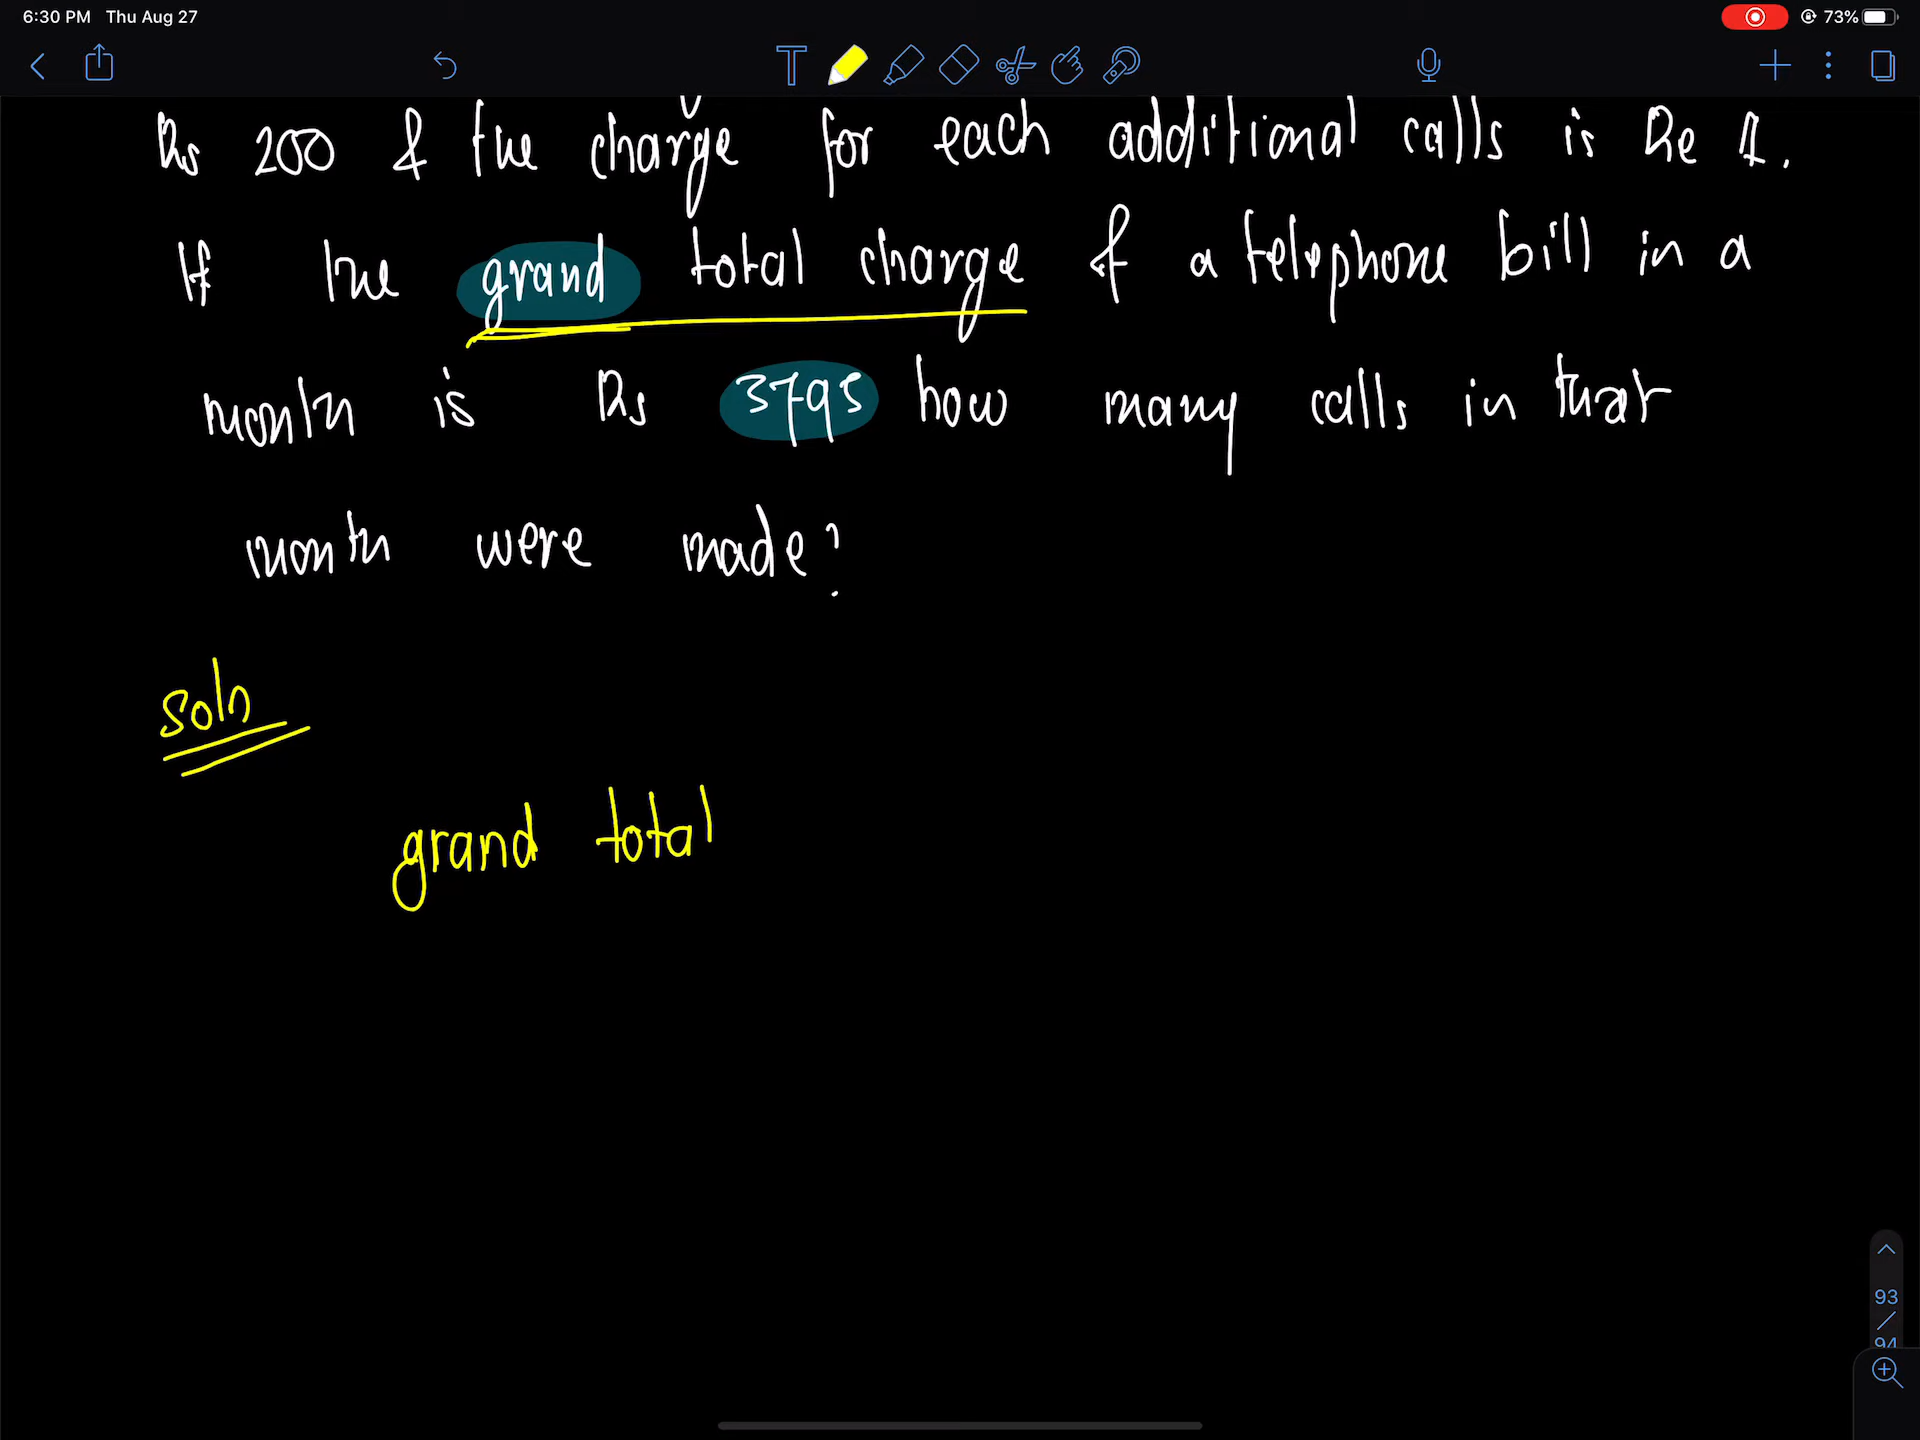 6:30 PM Thu Aug 27
73%
T
Rs 200 & the charge for each additional calls is Re 1.
If the grand total charge of a telephone bill in a
month is Rs 3795 how many calls in that
month were made?
soln
grand total
93
/
94